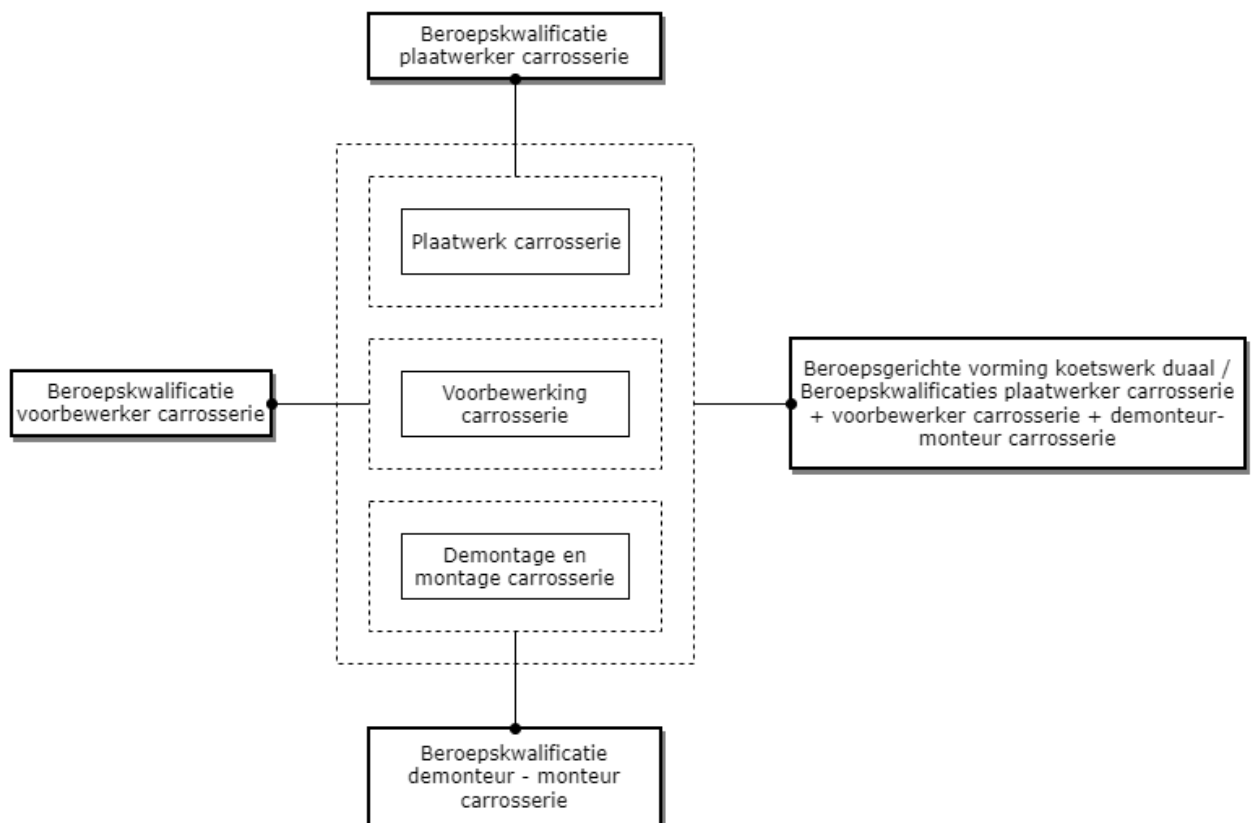 Beroepskwalificatie
plaatwerker carrosserie
Plaatwerk carrosserie
Beroepskwalificatie
voorbewerker carrosserie
Voorbewerking
carrosserie
Beroepsgerichte vorming koetswerk duaal /
Beroepskwalificaties plaatwerker carrosserie
+ voorbewerker carrosserie + demonteur-
monteur carrosserie
Demontage en
montage carrosserie
Beroepskwalificatie
demonteur - monteur
carrosserie